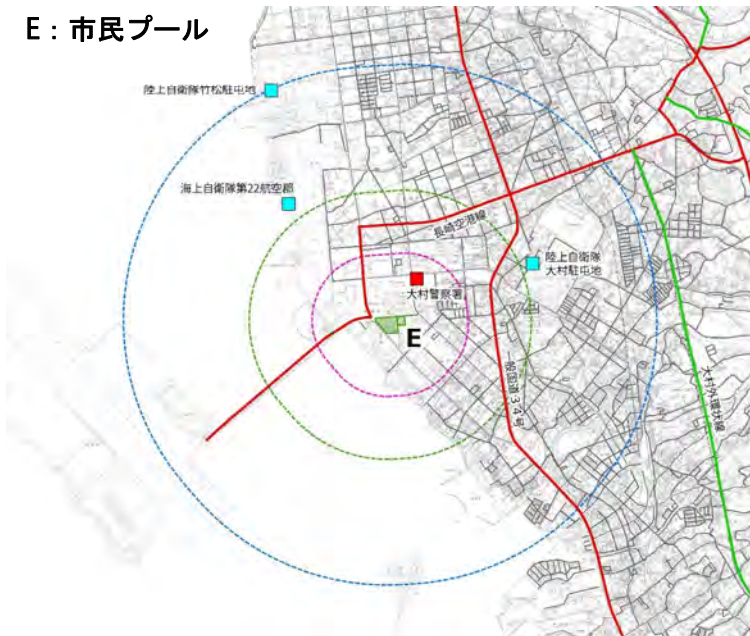 E：市民プール
陸上自衛隊竹松駐屯地
海上自衛隊第22航空群
長崎空港線
陸上自衛隊
大村駐屯地
大村警察署
E
一般国道34号
大村外環状線